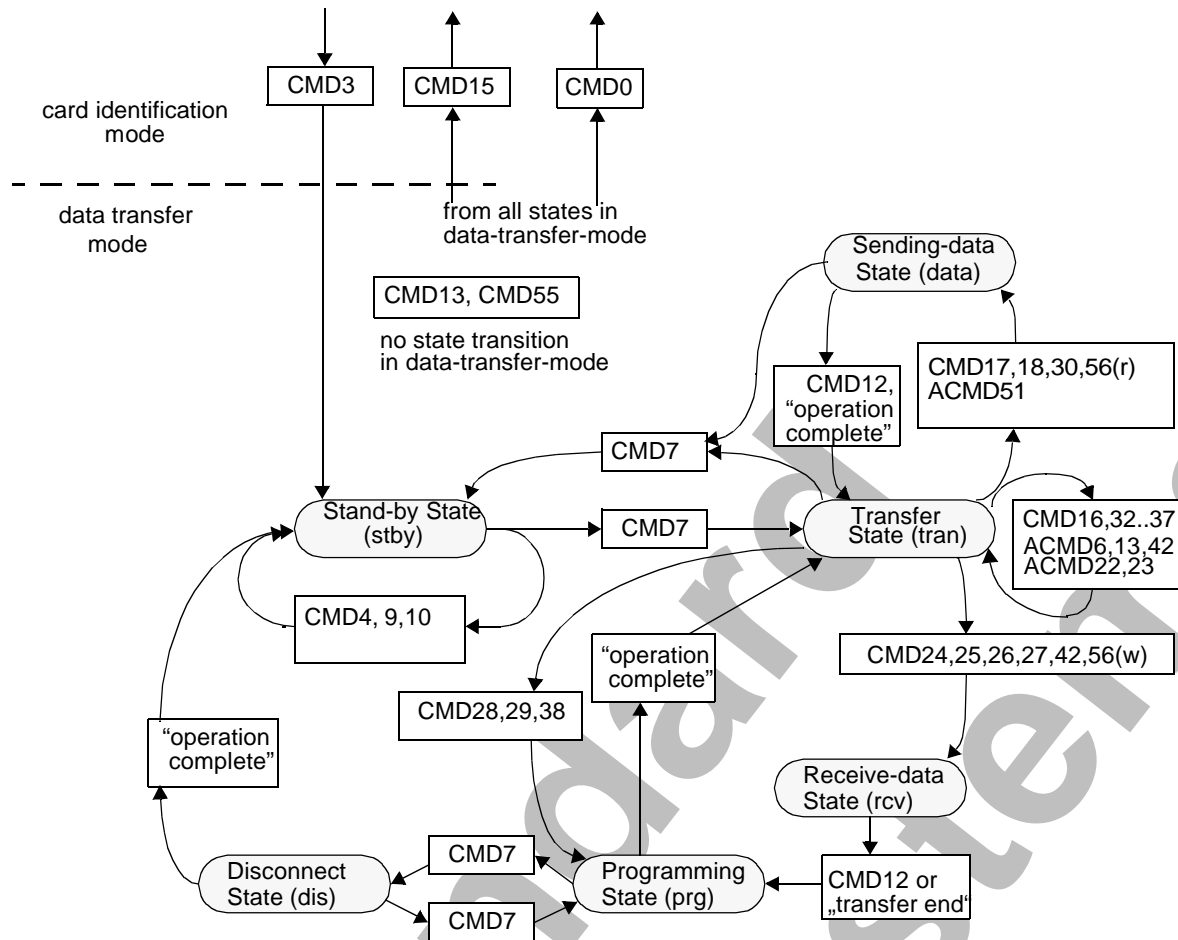 CMD3
CMD15
CMD0
card identification
mode
data transfer
mode
from all states in
data-transfer-mode
CMD13, CMD55
no state transition
in data-transfer-mode
Sending-data
State (data)
CMD12,
“operation
complete”
CMD17,18,30,56(r)
ACMD51
CMD7
Stand-by State
(stby)
CMD7
Transfer
State (tran)
CMD16,32..37
ACMD6,13,42
ACMD22,23
CMD4, 9,10
CMD24,25,26,27,42,56(w)
“operation
complete”
CMD28,29,38
“operation
complete”
Receive-data
State (rcv)
Disconnect
State (dis)
CMD7
CMD7
Programming
State (prg)
CMD12 or
„transfer end“